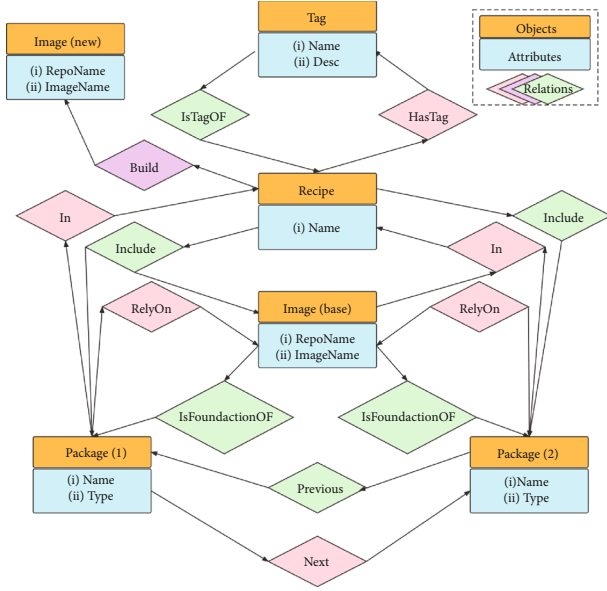 Tag
(i) Name
(ii) Desc
Image (new)
(i) RepoName
(ii) ImageName
Objects
Attributes
Relations
IsTagOF
HasTag
Build
Recipe
(i) Name
In
Include
Include
In
RelyOn
Image (base)
(i) RepoName
(ii) ImageName
RelyOn
IsFoundactionOF
IsFoundactionOF
Package (1)
(i) Name
(ii) Type
Package (2)
(i)Name
(ii) Type
Previous
Next